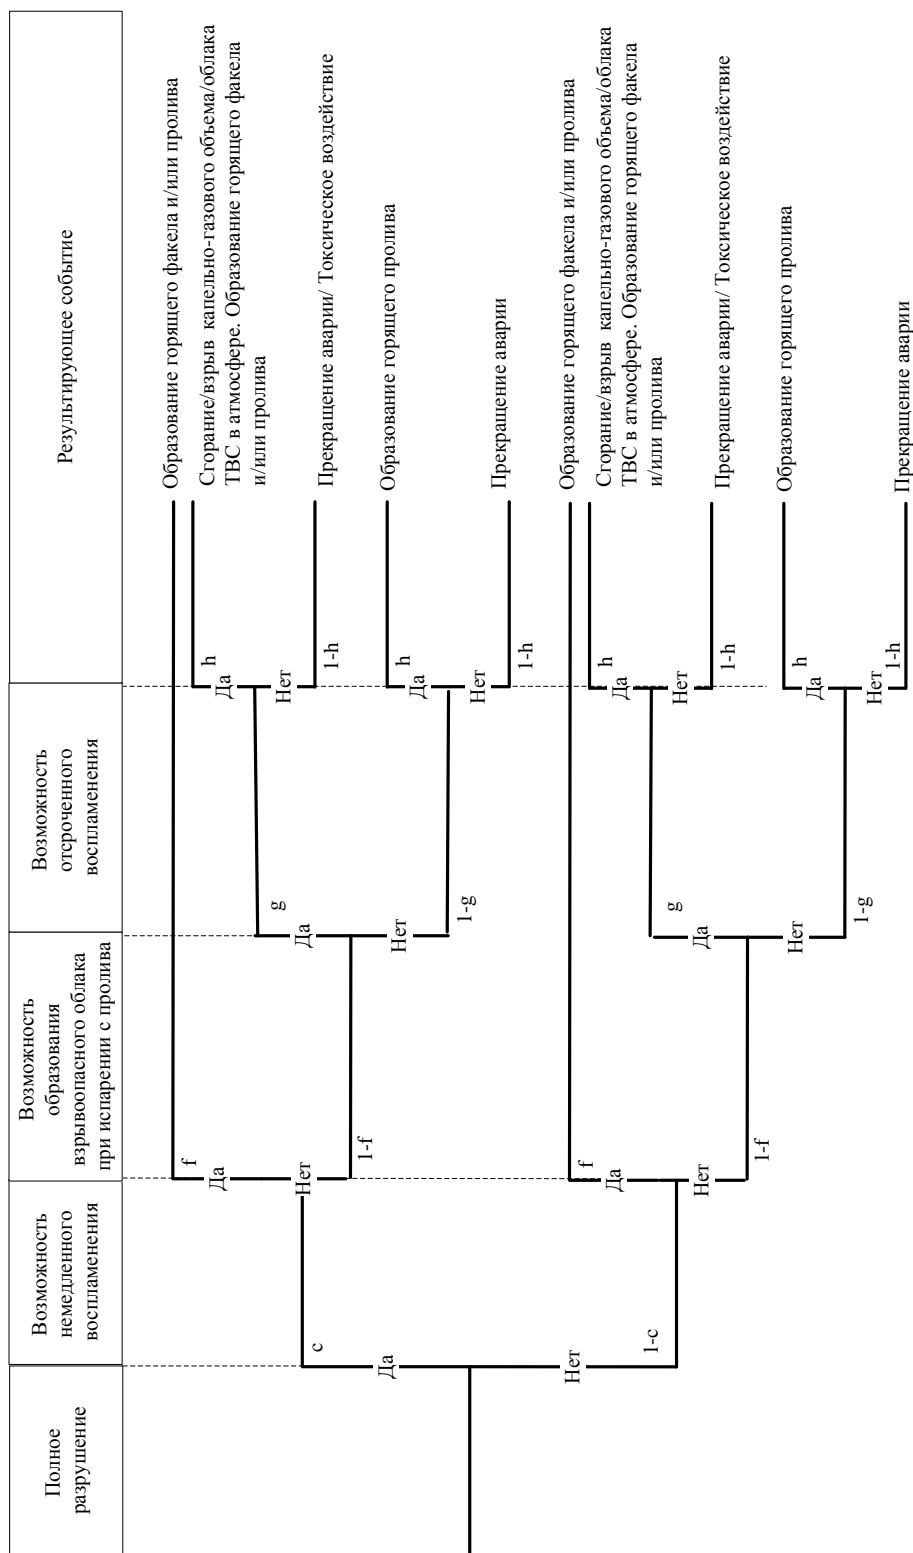 Полное
разрушение
Возможность
немедленного
воспламенения
Возможность
образования
взрывоопасного облака
при испарении с пролива
Возможность
отсроченного
воспламенения
Результирующее событие
Да
c
Нет
1-c
Да
f
Нет
1-f
Да
g
Нет
1-g
Да
h
Нет
1-h
Да
h
Нет
1-h
Образование горящего факела и/или пролива
Сгорание/взрыв капельно-газового объема/облака
ТВС в атмосфере. Образование горящего факела
и/или пролива
Прекращение аварии/ Токсическое воздействие
Образование горящего пролива
Прекращение аварии
Да
f
Нет
1-f
Да
g
Нет
1-g
Да
h
Нет
1-h
Да
h
Нет
1-h
Образование горящего факела и/или пролива
Сгорание/взрыв капельно-газового объема/облака
ТВС в атмосфере. Образование горящего факела
и/или пролива
Прекращение аварии/ Токсическое воздействие
Образование горящего пролива
Прекращение аварии